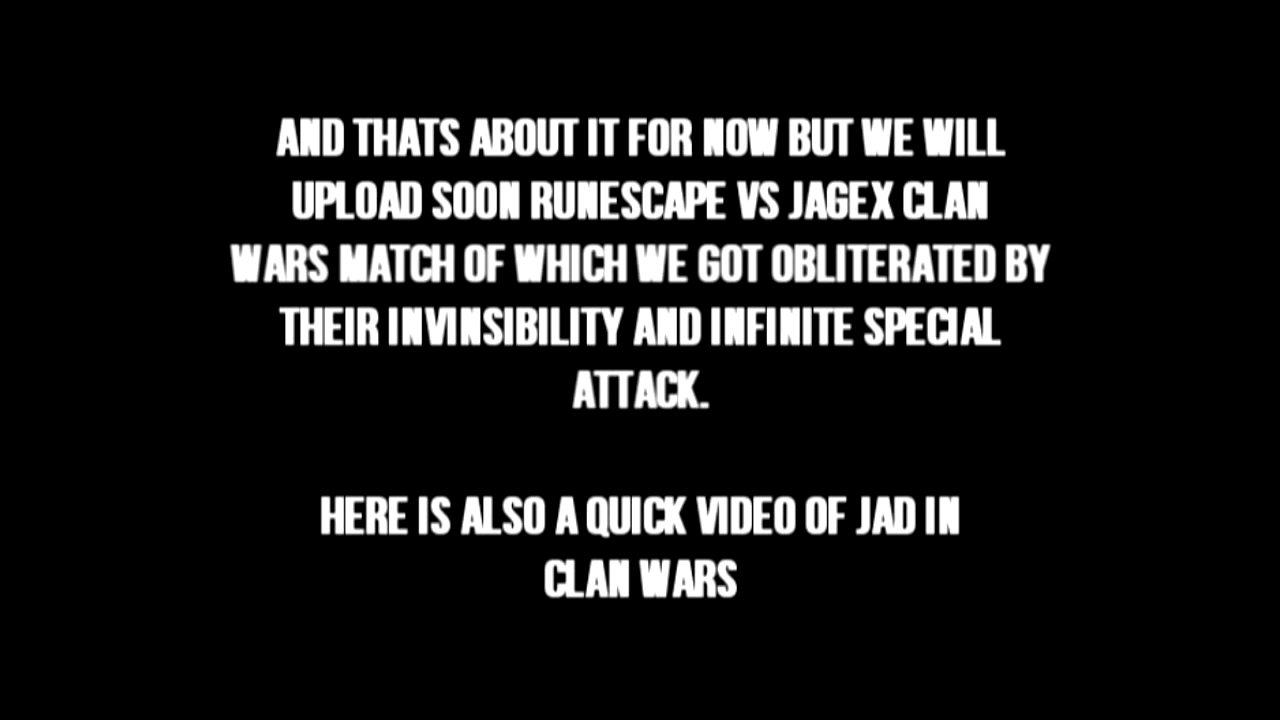 AND THATS ABOUT IT FOR NOW BUT WE WILL
UPLOAD SOON RUNESCAPE VS JAGEX CLAN
WARS MATCH OF WHICH WE GOT OBLITERATED BY
THEIR INVINSIBILITY AND INFINITE SPECIAL
ATTACK.
HERE IS ALSO A QUICK VIDEO OF JAD IN
CLAN WARS